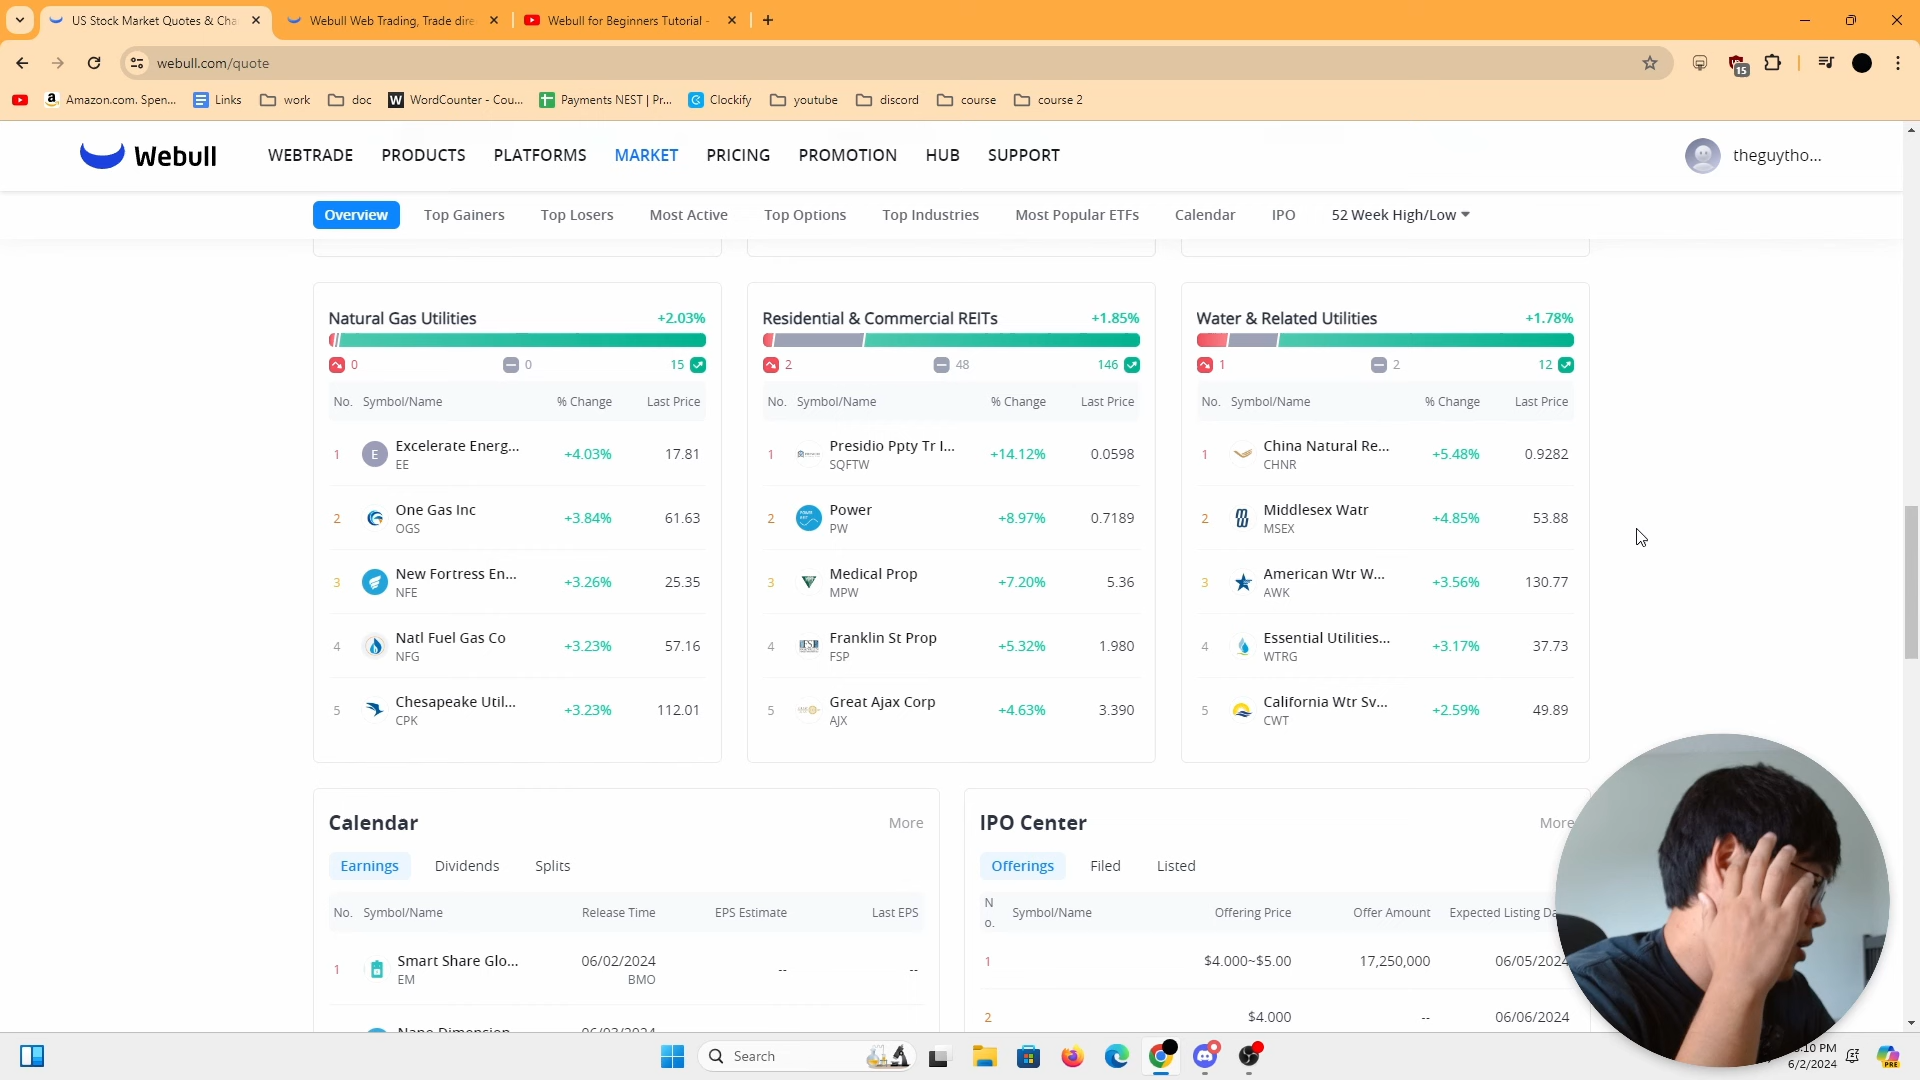 US Stock Market Quotes & Cha
Webull Web Trading, Trade dire
Webull for Beginners Tutorial -
webull.com/quote
15
Amazon.com. Spen...
Links
work
doc
W
WordCounter - Cou...
Payments NEST | Pr...
Clockify
youtube
discord
course
course 2
Webull
WEBTRADE
PRODUCTS
PLATFORMS
MARKET
PRICING
PROMOTION
HUB
SUPPORT
theguytho...
Overview
Top Gainers
Top Losers
Most Active
Top Options
Top Industries
Most Popular ETFs
Calendar
IPO
52 Week High/Low
Natural Gas Utilities +2.03%
0 0 15
No. Symbol/Name % Change Last Price
1 E Excelerate Energ... +4.03% 17.81
EE
2 One Gas Inc +3.84% 61.63
OGS
3 New Fortress En... +3.26% 25.35
NFE
4 Natl Fuel Gas Co +3.23% 57.16
NFG
5 Chesapeake Util... +3.23% 112.01
CPK
Residential & Commercial REITs +1.85%
2 48 146
No. Symbol/Name % Change Last Price
1 Presidio Ppty Tr I... +14.12% 0.0598
SQFTW
2 Power +8.97% 0.7189
PW
3 Medical Prop +7.20% 5.36
MPW
4 Franklin St Prop +5.32% 1.980
FSP
5 Great Ajax Corp +4.63% 3.390
AJX
Water & Related Utilities +1.78%
1 2 12
No. Symbol/Name % Change Last Price
1 China Natural Re... +5.48% 0.9282
CHNR
2 Middlesex Watr +4.85% 53.88
MSEX
3 American Wtr W... +3.56% 130.77
AWK
4 Essential Utilities... +3.17% 37.73
WTRG
5 California Wtr Sv... +2.59% 49.89
CWT
Calendar More
Earnings Dividends Splits
No. Symbol/Name Release Time EPS Estimate Last EPS
1 Smart Share Glo... 06/02/2024 -- --
EM BMO
Nano Dimension 06/03/2024
IPO Center More
Offerings Filed Listed
No. Symbol/Name Offering Price Offer Amount Expected Listing Da
1 $4.000~$5.00 17,250,000 06/05/2024
2 $4.000 -- 06/06/2024
Search
:10 PM
6/2/2024
PRE